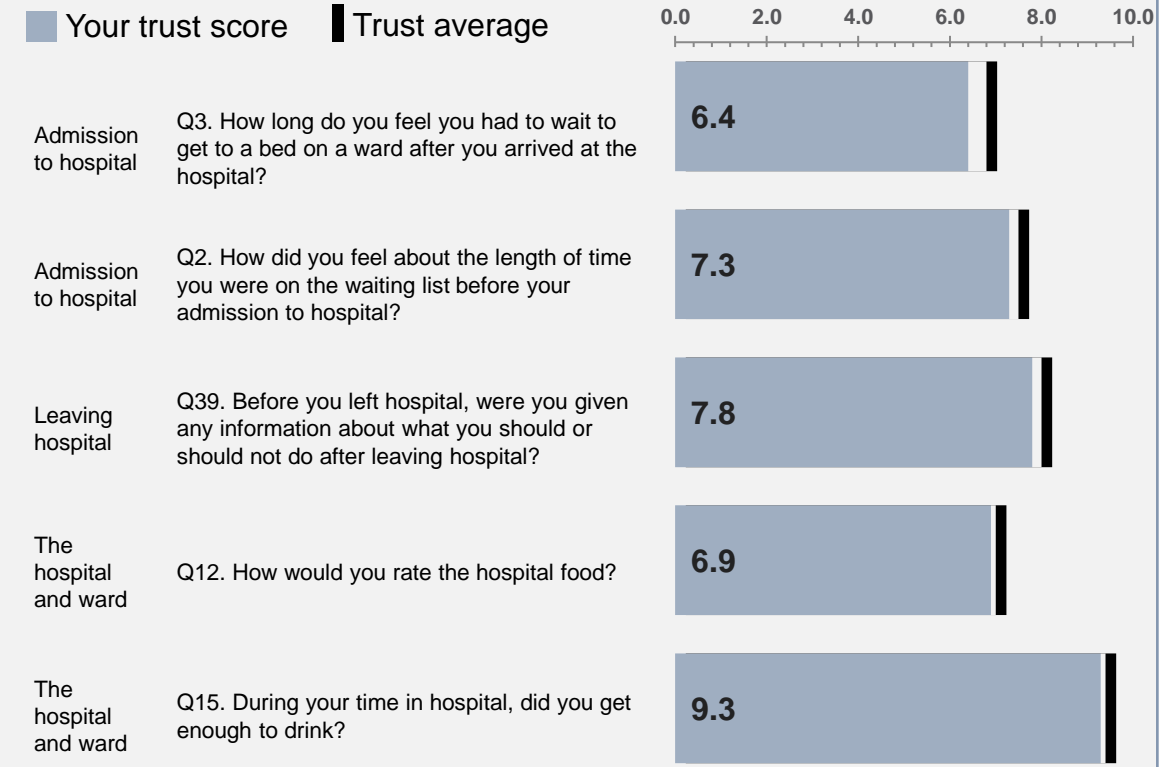 Your trust score
Trust average
0.0 2.0 4.0 6.0 8.0 10.0
Admission
to hospital
Q3. How long do you feel you had to wait to
get to a bed on a ward after you arrived at the
hospital?
6.4
Admission
to hospital
Q2. How did you feel about the length of time
you were on the waiting list before your
admission to hospital?
7.3
Leaving
hospital
Q39. Before you left hospital, were you given
any information about what you should or
should not do after leaving hospital?
7.8
The
hospital
and ward
Q12. How would you rate the hospital food?
6.9
The
hospital
and ward
Q15. During your time in hospital, did you get
enough to drink?
9.3